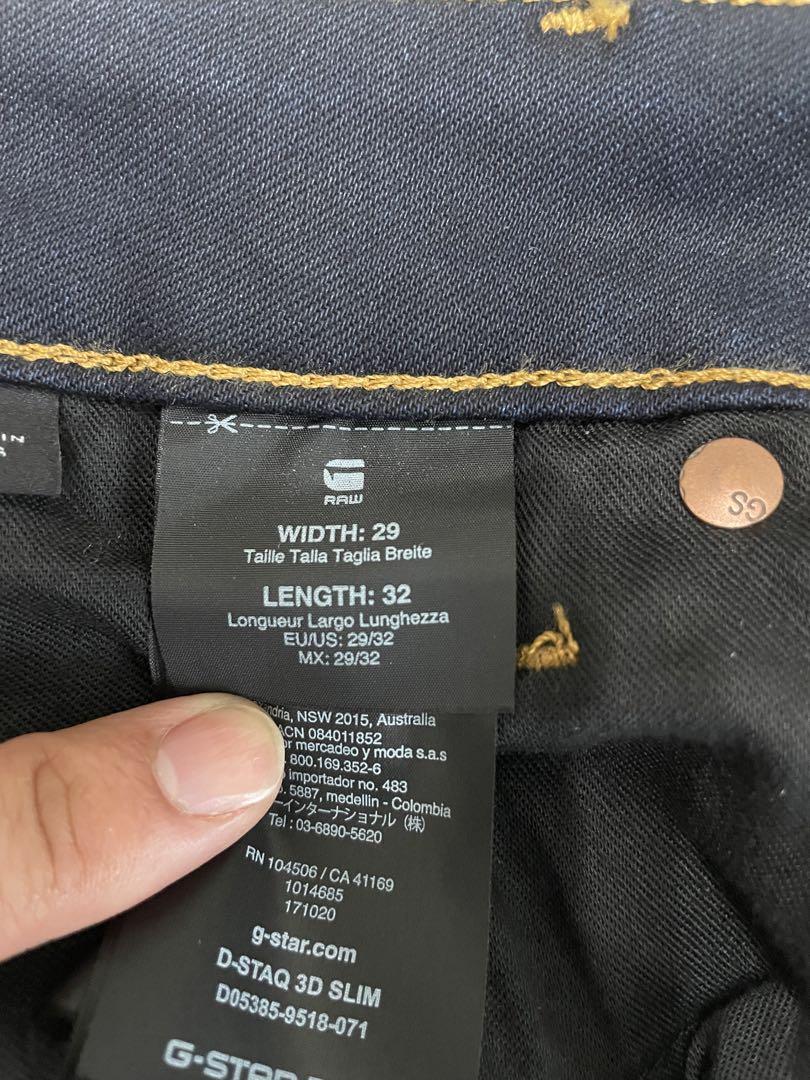 IN
RAW
WIDTH: 29
Taille Talla Taglia Breite
LENGTH: 32
Longueur Largo Lunghezza
EU/US: 29/32
MX: 29/32
GS
NSW 2015, Australia
ACN 084011852
mercadeo y moda s.a.s
800.169.352-6
importador no. 483
5887, medellin - Colombia
ーインターナショナル (株)
Tel : 03-6890-5620
RN 104506 / CA 41169
1014685
171020
g-star.com
D-STAQ 3D SLIM
D05385-9518-071
G-STAR